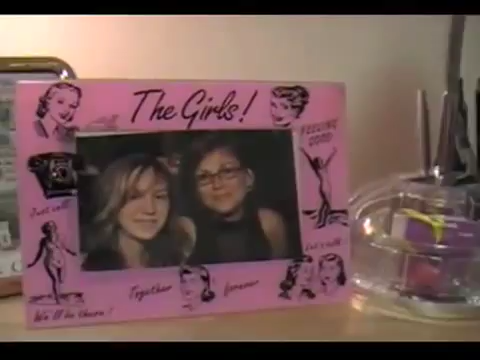 The Girls!
FEELING
GOOD
Just call!
Let's talk
Together
forever
We'll be there!